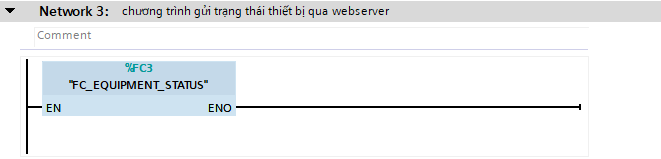 Network 3: chương trình gửi trạng thái thiết bị qua webserver
Comment
%FC3
"FC_EQUIPMENT_STATUS"
EN ENO